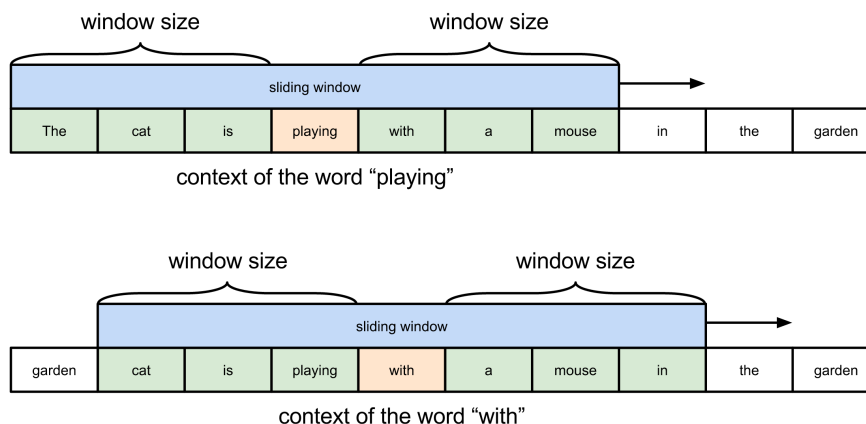 window size window size
sliding window
The cat is playing with a mouse in the garden
context of the word “playing”
window size window size
sliding window
garden cat is playing with a mouse in the garden
context of the word “with”